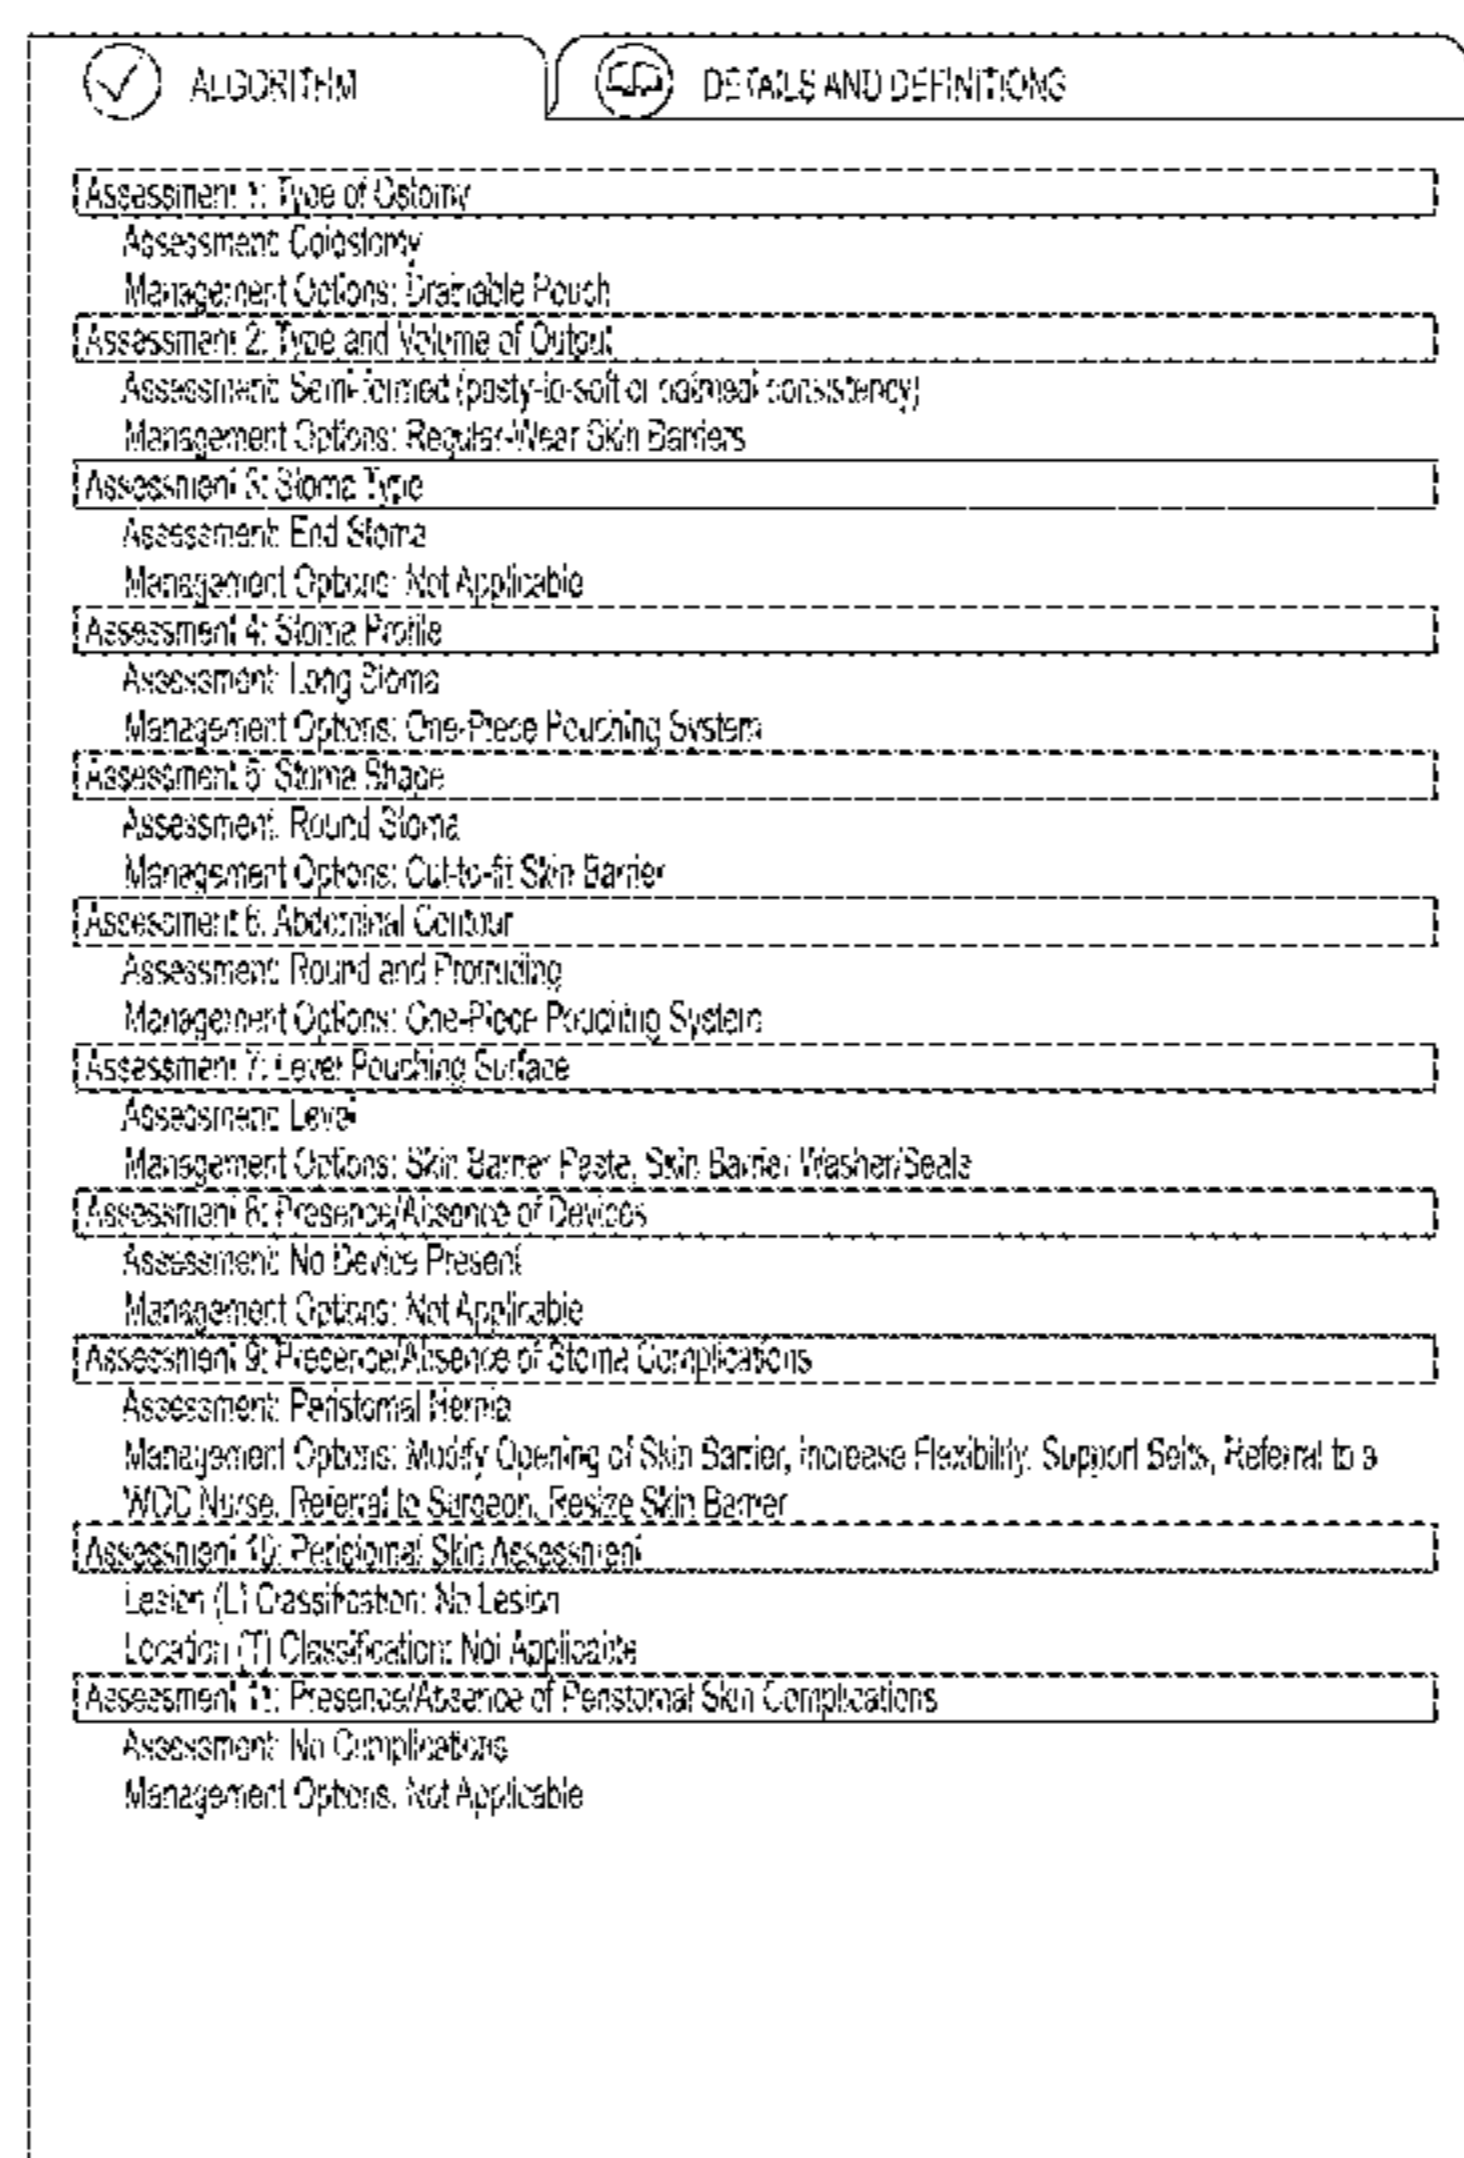 ALGORITHM
DETAILS AND DEFINITIONS
Assessment 1: Type of Ostomy
Assessment: Colostomy
Management Options: Drainable Pouch
Assessment 2: Type and Volume of Output
Assessment: Semi-formed (pasty-to-soft or oatmeal consistency)
Management Options: Regular-Wear Skin Barriers
Assessment 3: Stoma Type
Assessment: End Stoma
Management Options: Not Applicable
Assessment 4: Stoma Profile
Assessment: Long Stoma
Management Options: One-Piece Pouching System
Assessment 5: Stoma Shape
Assessment: Round Stoma
Management Options: Cut-to-fit Skin Barrier
Assessment 6: Abdominal Contour
Assessment: Round and Protruding
Management Options: One-Piece Pouching System
Assessment 7: Level Pouching Surface
Assessment: Level
Management Options: Skin Barrier Paste, Skin Barrier Washer/Seals
Assessment 8: Presence/Absence of Devices
Assessment: No Device Present
Management Options: Not Applicable
Assessment 9: Presence/Absence of Stoma Complications
Assessment: Peristomal Hernia
Management Options: Modify Opening of Skin Barrier, Increase Flexibility, Support Belts, Referral to a
WOC Nurse, Referral to Surgeon, Resize Skin Barrier
Assessment 10: Peristomal Skin Assessment
Lesion (L) Classification: No Lesion
Location (T) Classification: Not Applicable
Assessment 11: Presence/Absence of Peristomal Skin Complications
Assessment: No Complications
Management Options: Not Applicable